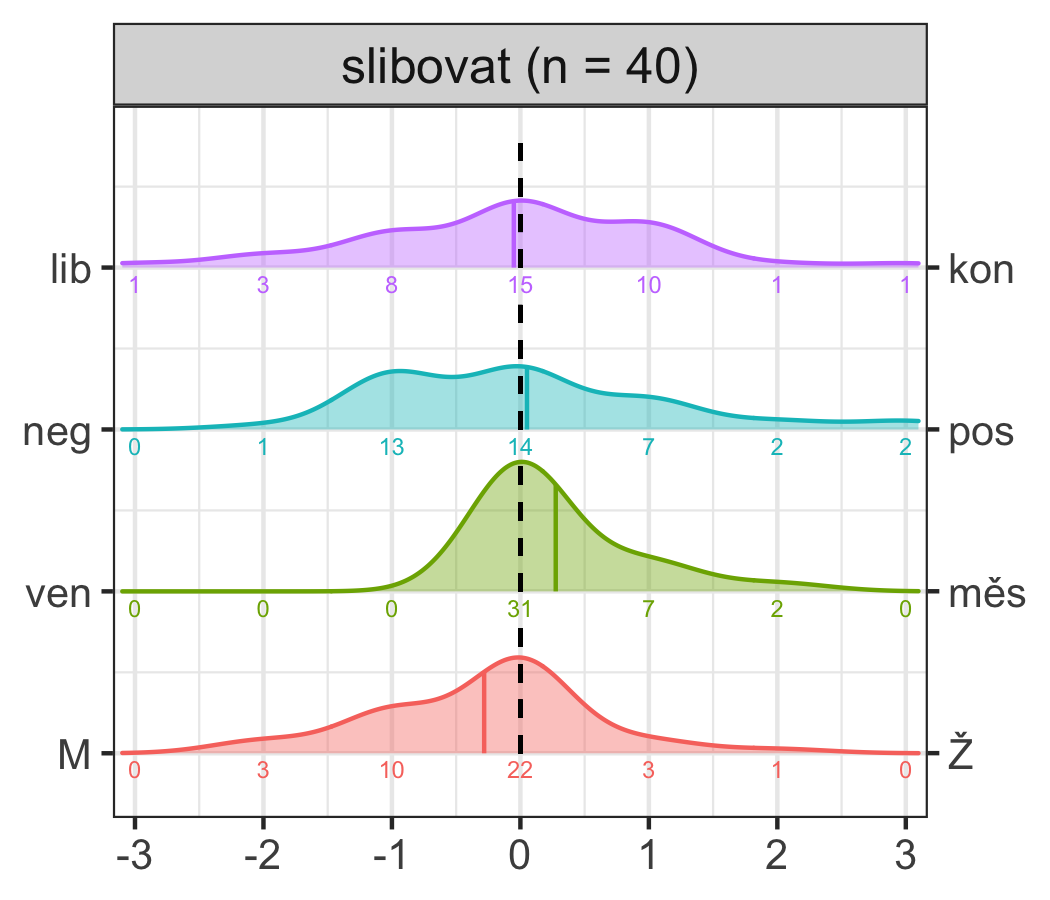 slibovat (n = 40)
lib kon
1 3 8 15 10 1 1
neg pos
0 1 13 14 7 2 2
ven měs
0 0 0 31 7 2 0
M Ž
0 3 10 22 3 1 0
-3 -2 -1 0 1 2 3